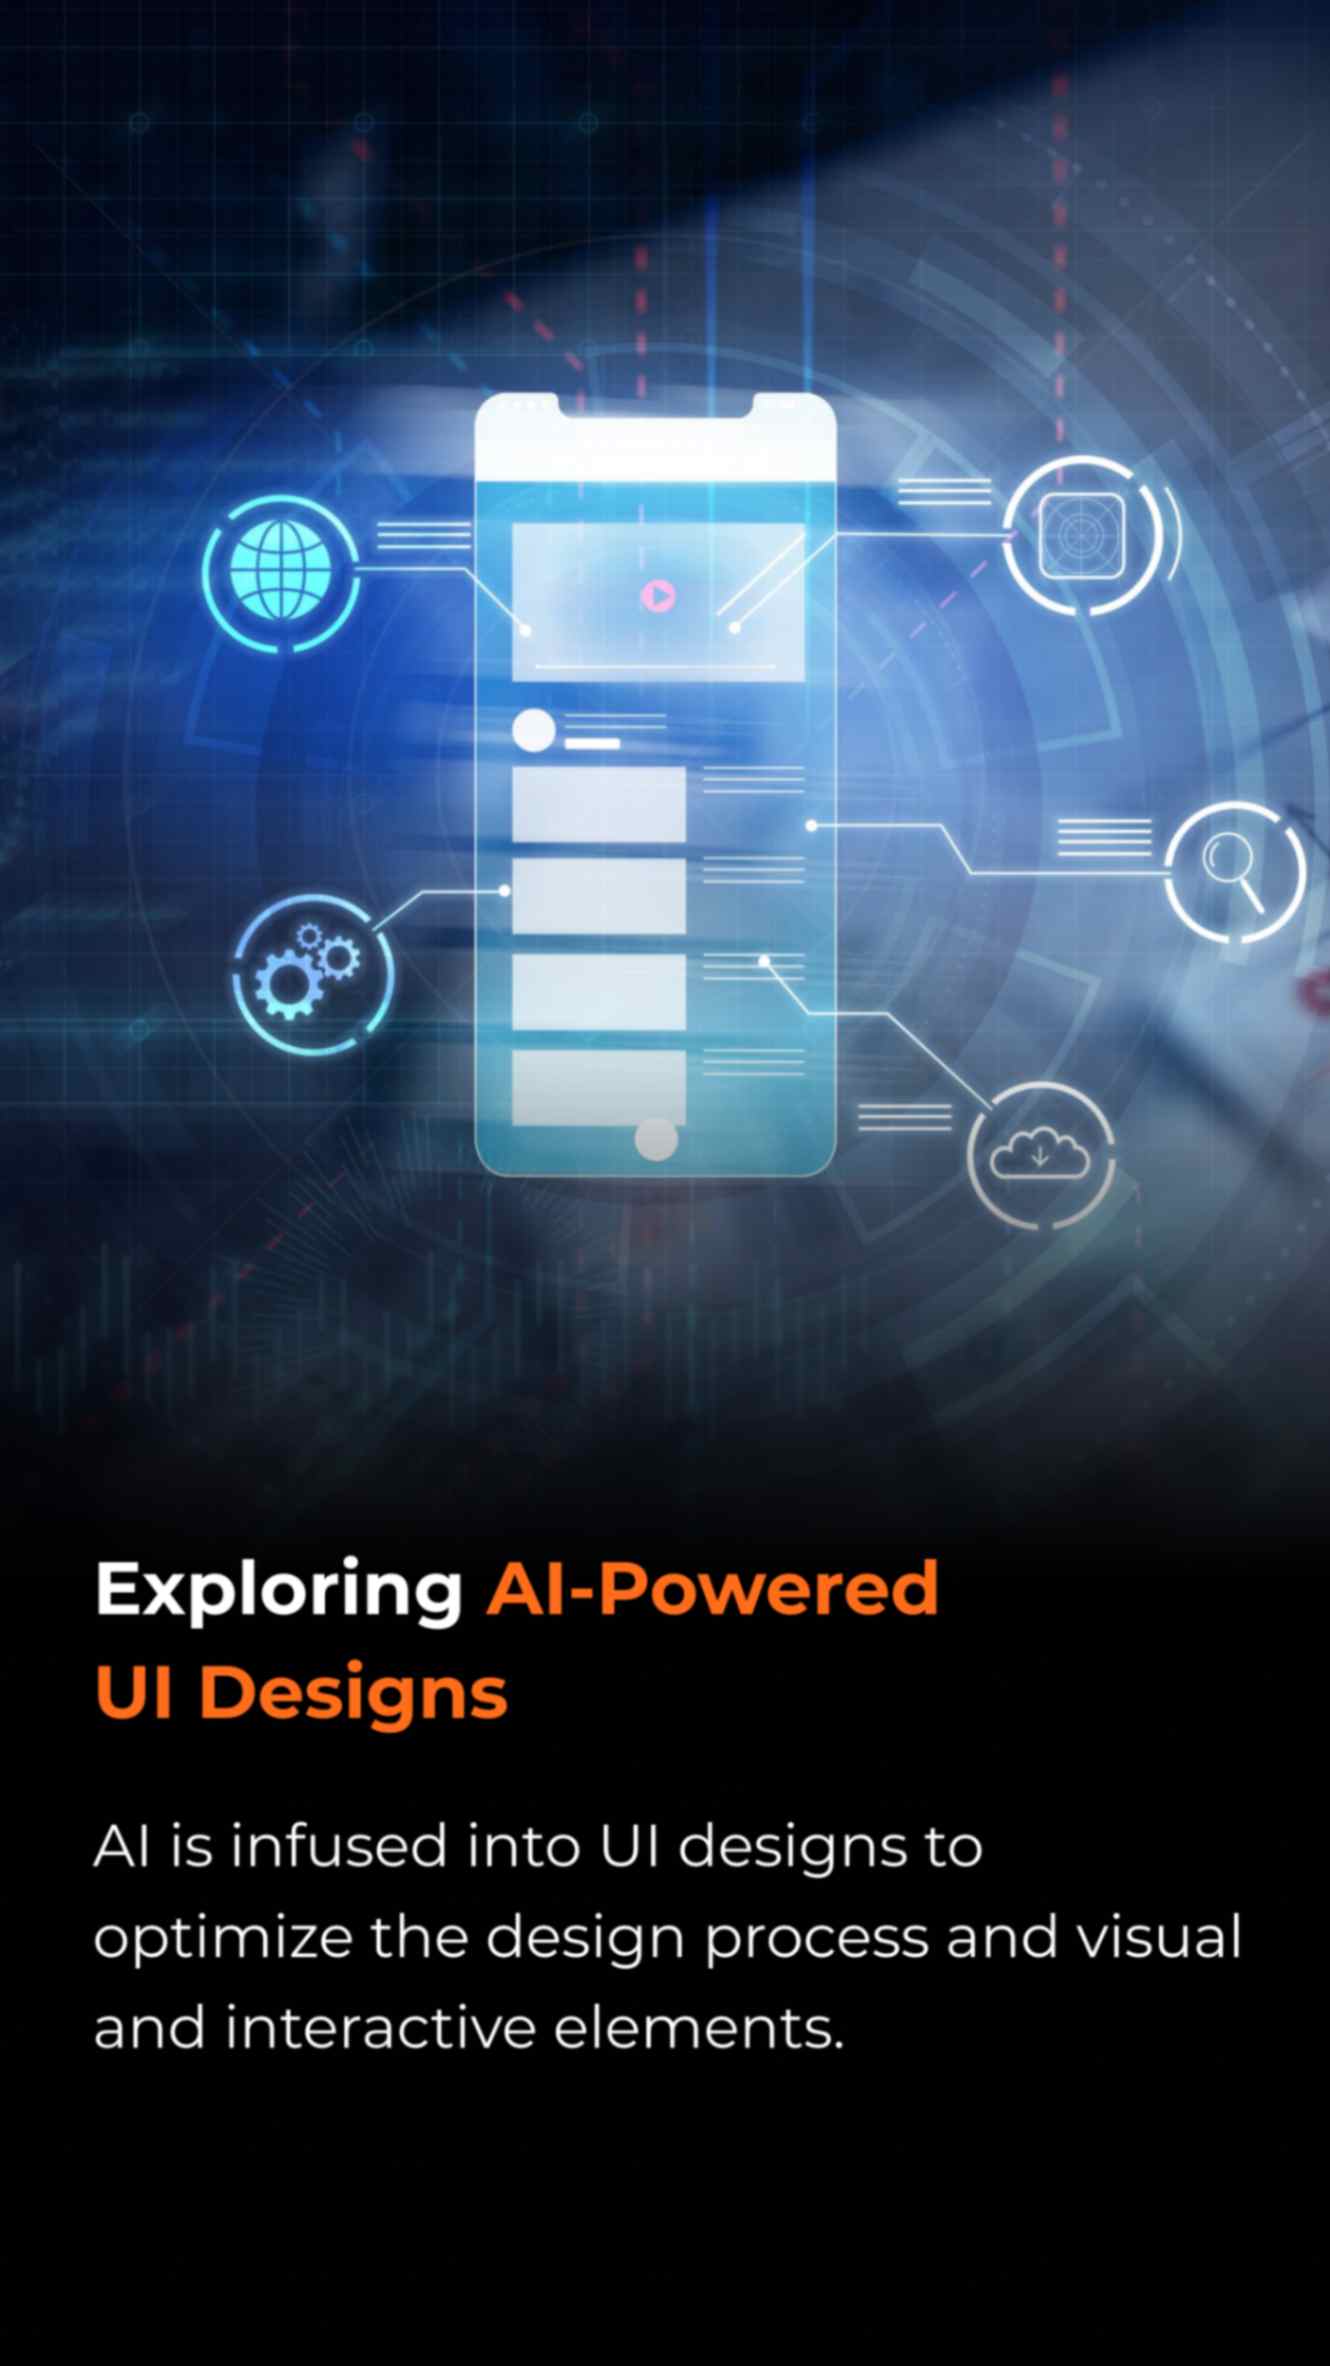 Exploring AI-Powered
UI Designs
AI is infused into UI designs to
optimize the design process and visual
and interactive elements.